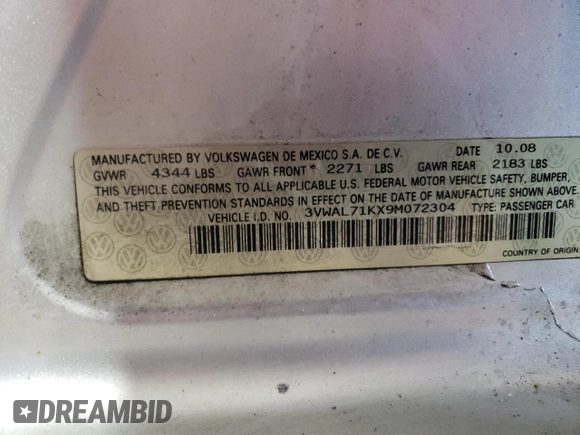 MANUFACTURED BY VOLKSWAGEN DE MEXICO S.A. DE C.V. DATE 10.08
GVWR 4344 LBS GAWR FRONT* 2271 LBS GAWR REAR 2183 LBS
THIS VEHICLE CONFORMS TO ALL APPLICABLE U.S. FEDERAL MOTOR VEHICLE SAFETY, BUMPER,
AND THEFT PREVENTION STANDARDS IN EFFECT ON THE DATE OF MANUFACTURE SHOWN ABOVE.
VEHICLE I.D. NO. 3VWAL71KX9M072304 TYPE: PASSENGER CAR
COUNTRY OF ORIGIN
DREAMBID